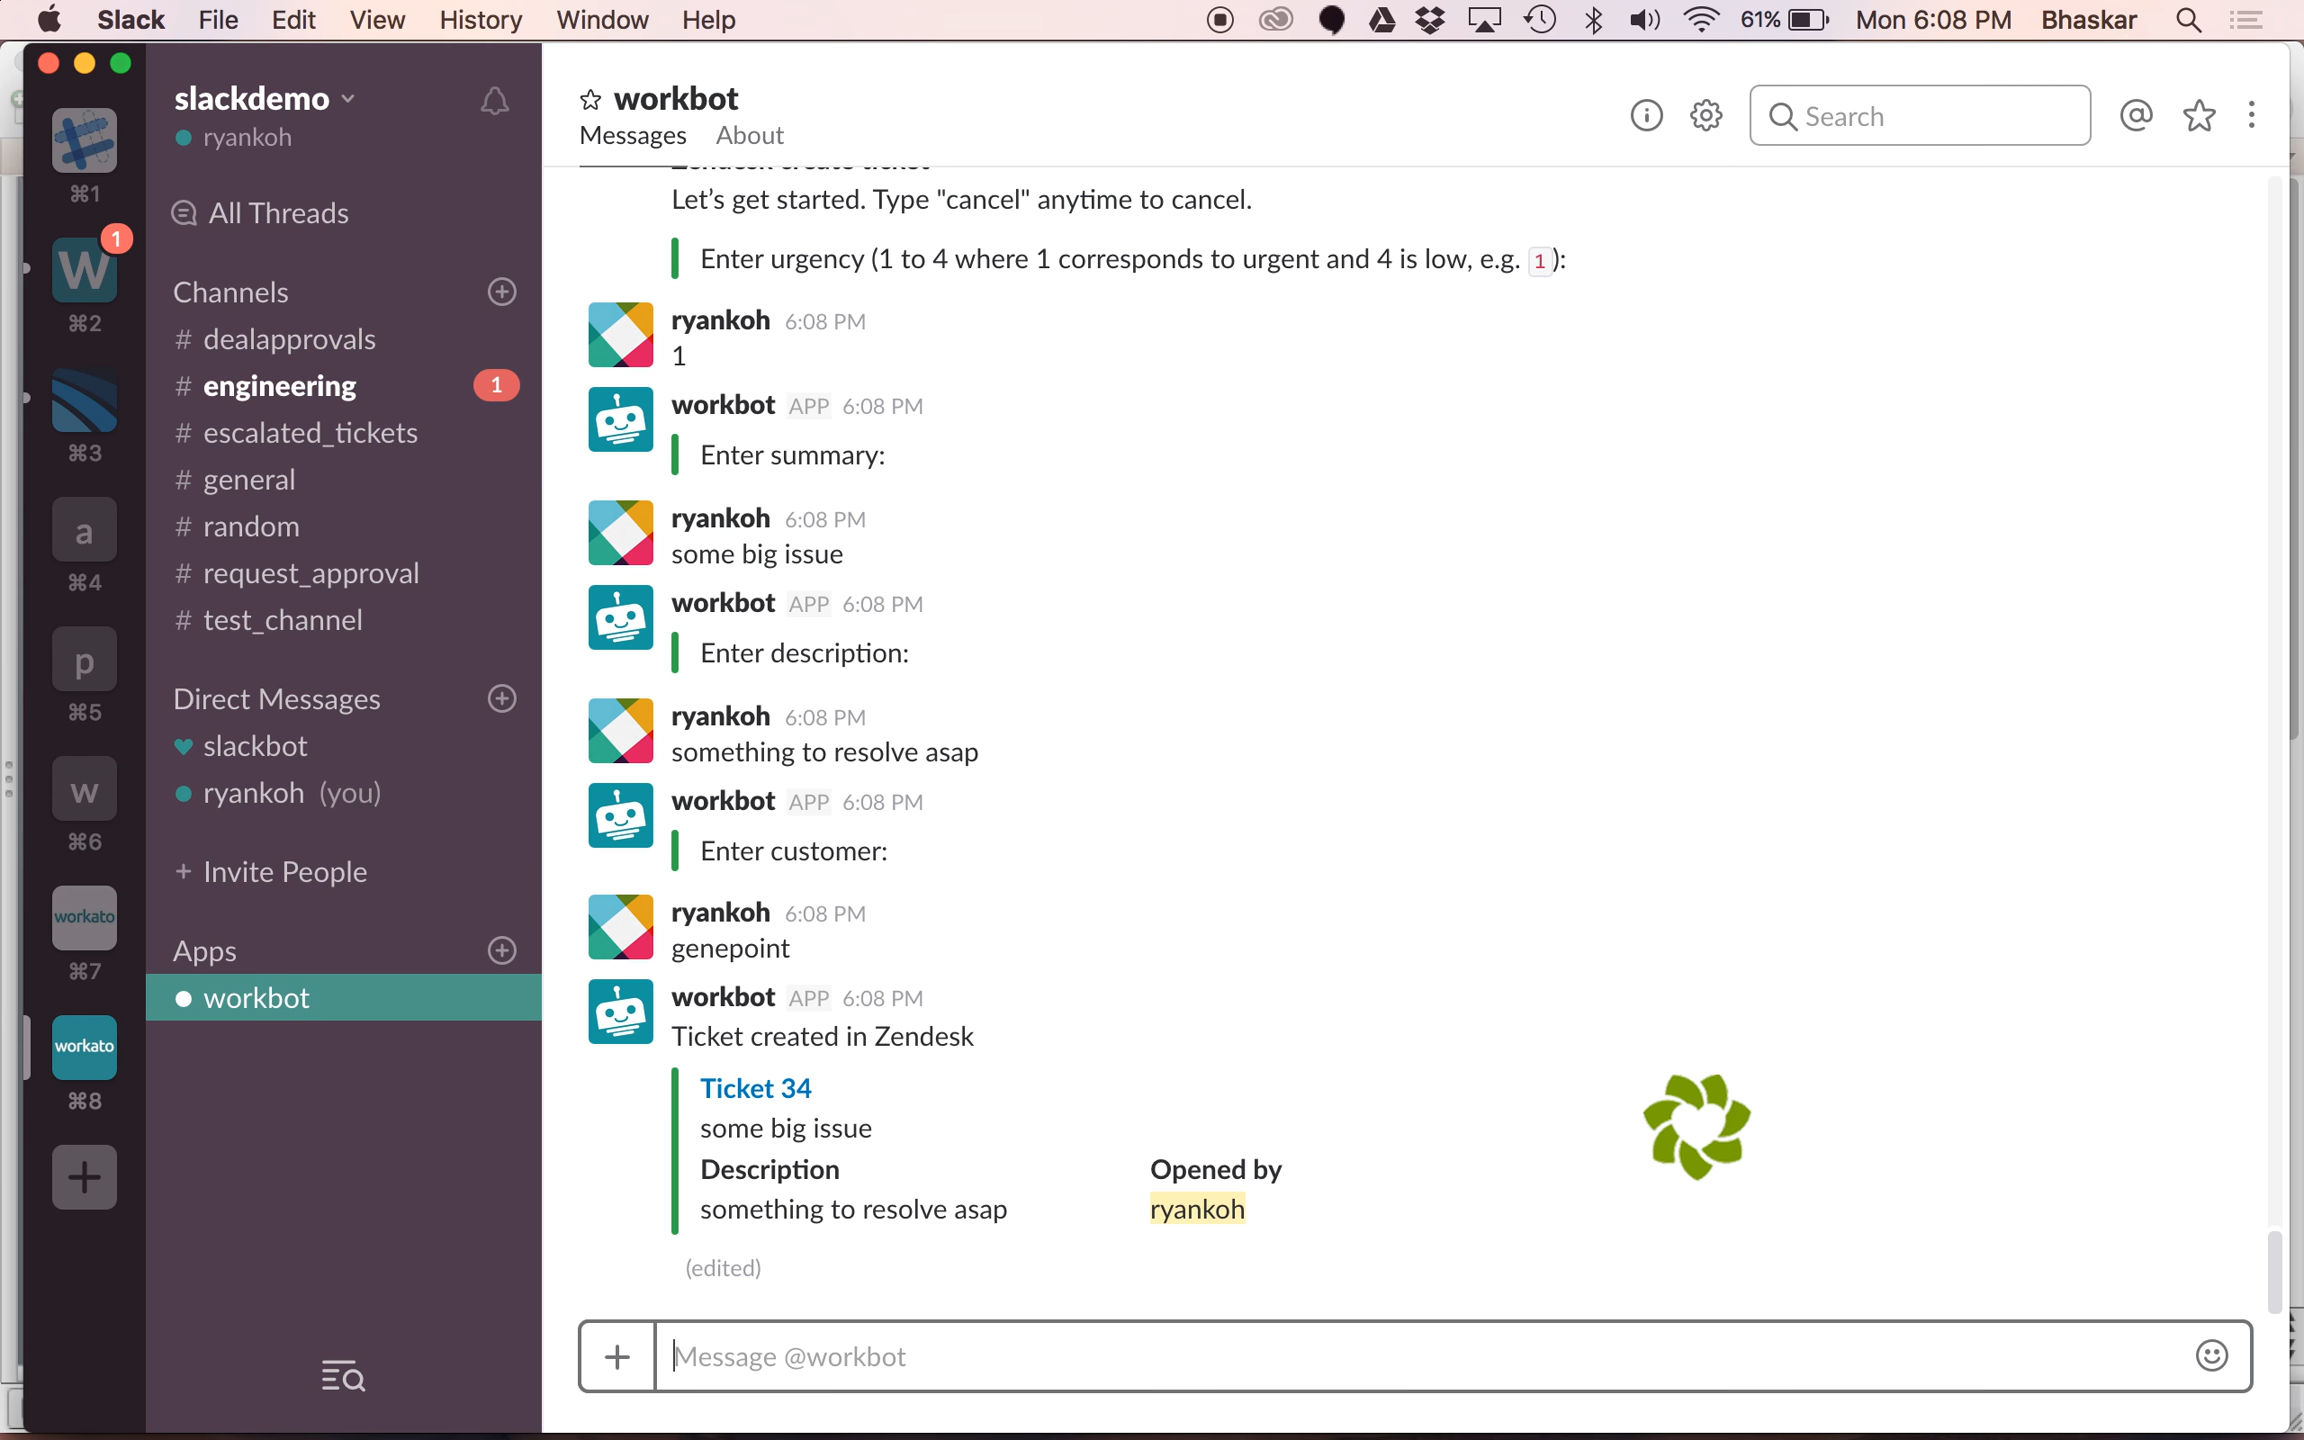 Slack File Edit View History Window Help 61% Mon 6:08 PM Bhaskar
⌘1
1
W
⌘2
⌘3
a
⌘4
p
⌘5
w
⌘6
workato
⌘7
workato
⌘8
slackdemo
ryankoh
All Threads
Channels
# dealapprovals
# engineering 1
# escalated_tickets
# general
# random
# request_approval
# test_channel
Direct Messages
slackbot
ryankoh (you)
+ Invite People
Apps
workbot
workbot
Messages About
Search
Zendesk create ticket
Let’s get started. Type "cancel" anytime to cancel.
Enter urgency (1 to 4 where 1 corresponds to urgent and 4 is low, e.g. 1):
ryankoh 6:08 PM
1
workbot APP 6:08 PM
Enter summary:
ryankoh 6:08 PM
some big issue
workbot APP 6:08 PM
Enter description:
ryankoh 6:08 PM
something to resolve asap
workbot APP 6:08 PM
Enter customer:
ryankoh 6:08 PM
genepoint
workbot APP 6:08 PM
Ticket created in Zendesk
Ticket 34
some big issue
Description Opened by
something to resolve asap ryankoh
(edited)
Message @workbot